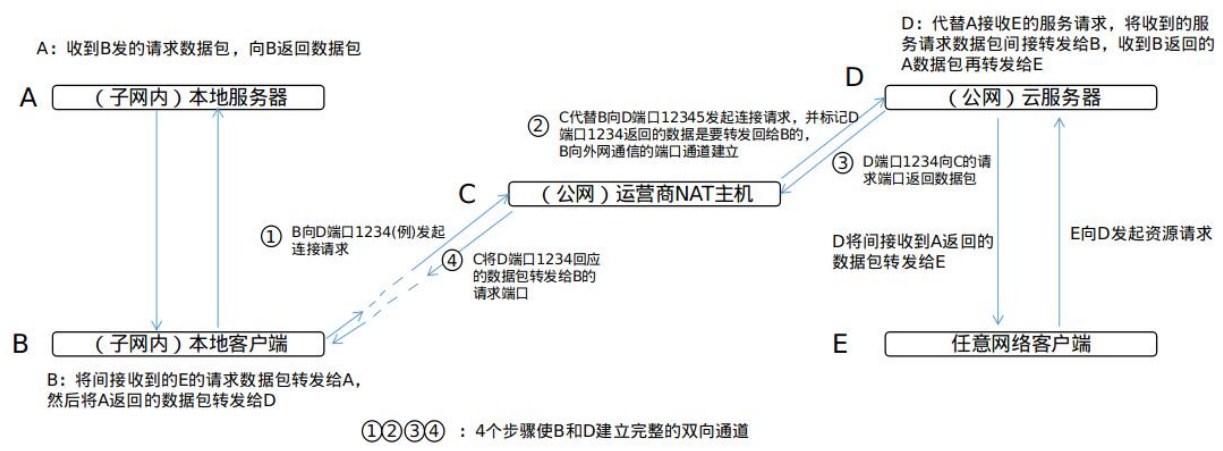 A：收到B发的请求数据包，向B返回数据包
A
（子网内）本地服务器
D：代替A接收E的服务请求，将收到的服
务请求数据包间接转发给B，收到B返回的
A数据包再转发给E
D
（公网）云服务器
②
C代替B向D端口12345发起连接请求，并标记D
端口1234返回的数据是要转发回给B的，
B向外网通信的端口通道建立
③
D端口1234向C的请
求端口返回数据包
C
（公网）运营商NAT主机
①
B向D端口1234(例)发起
连接请求
④
C将D端口1234回应
的数据包转发给B的
请求端口
D将间接收到A返回的
数据包转发给E
E向D发起资源请求
B
（子网内）本地客户端
E
任意网络客户端
B：将间接收到的E的请求数据包转发给A，
然后将A返回的数据包转发给D
①②③④ ：4个步骤使B和D建立完整的双向通道